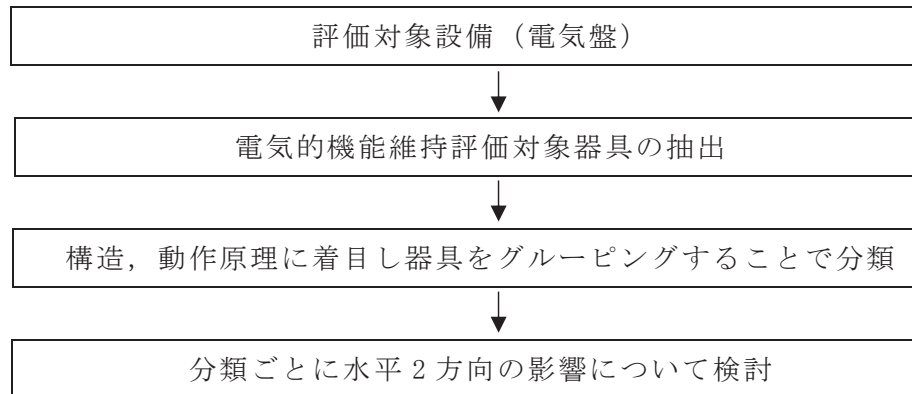 評価対象設備（電気盤）
電気的機能維持評価対象器具の抽出
構造，動作原理に着目し器具をグルーピングすることで分類
分類ごとに水平２方向の影響について検討